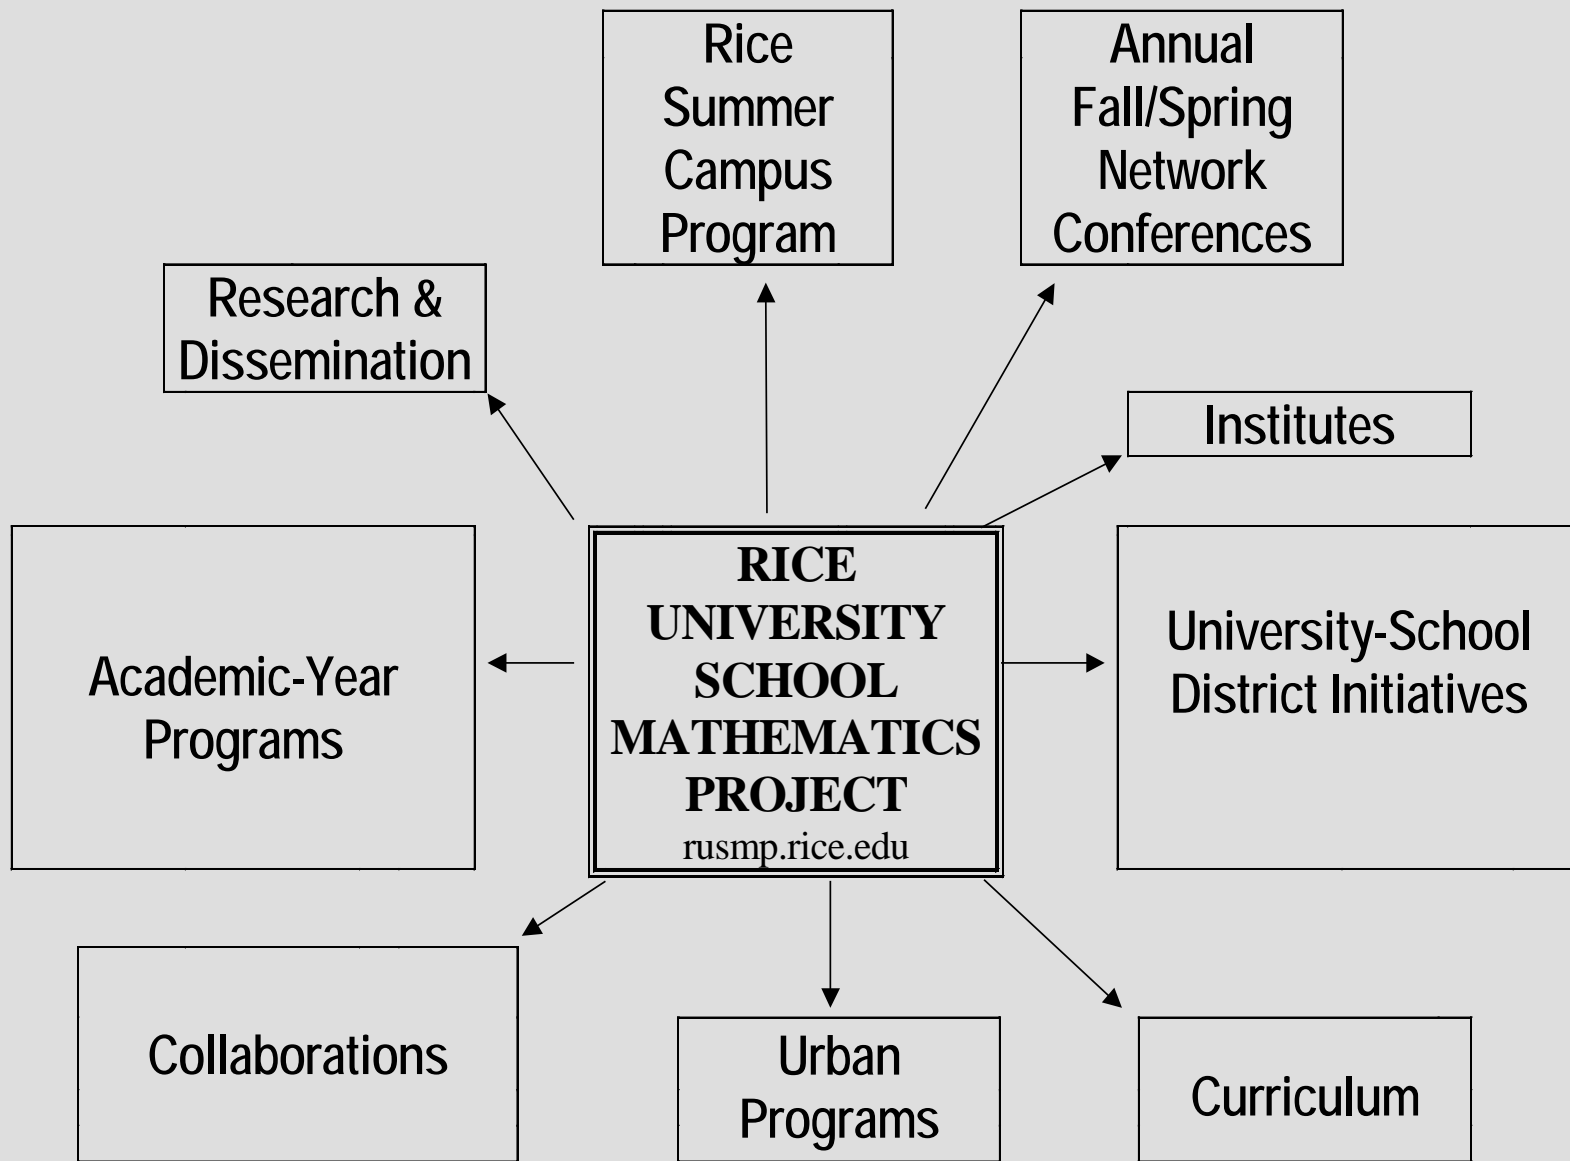 Rice
Summer
Campus
Program
Annual
Fall/Spring
Network
Conferences
Research &
Dissemination
Institutes
Academic-Year
Programs
RICE
UNIVERSITY
SCHOOL
MATHEMATICS
PROJECT
rusmp.rice.edu
University-School
District Initiatives
Collaborations
Urban
Programs
Curriculum